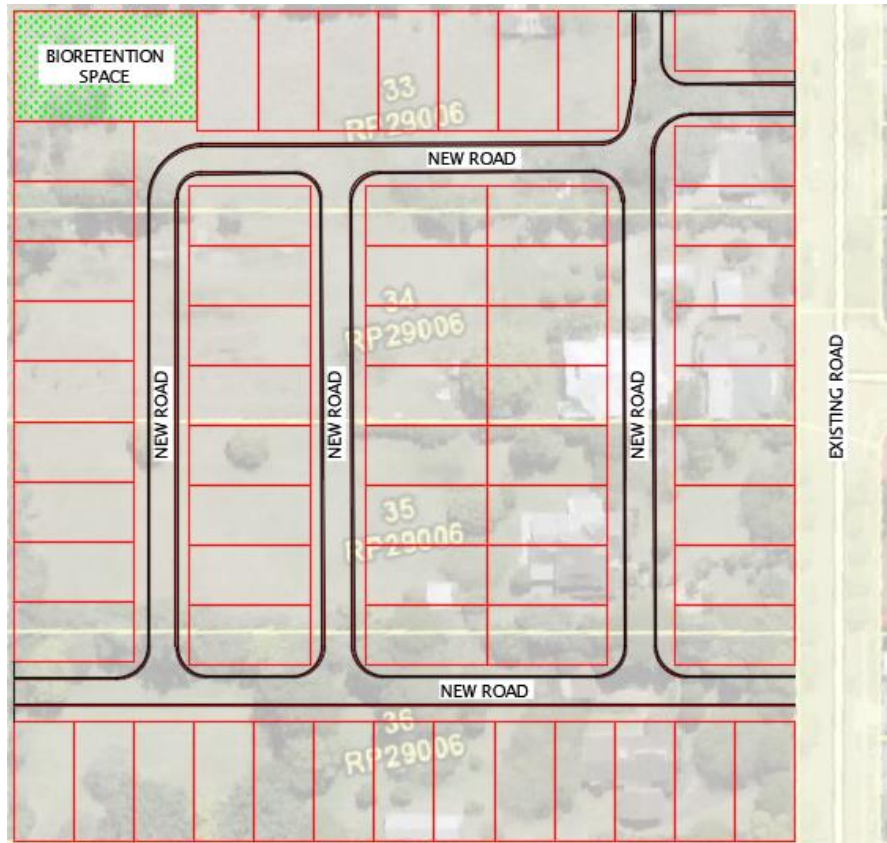 BIORETENTION
SPACE
33
RP29006
NEW ROAD
34
RP29006
NEW ROAD
NEW ROAD
NEW ROAD
EXISTING ROAD
35
RP29006
NEW ROAD
36
RP29006